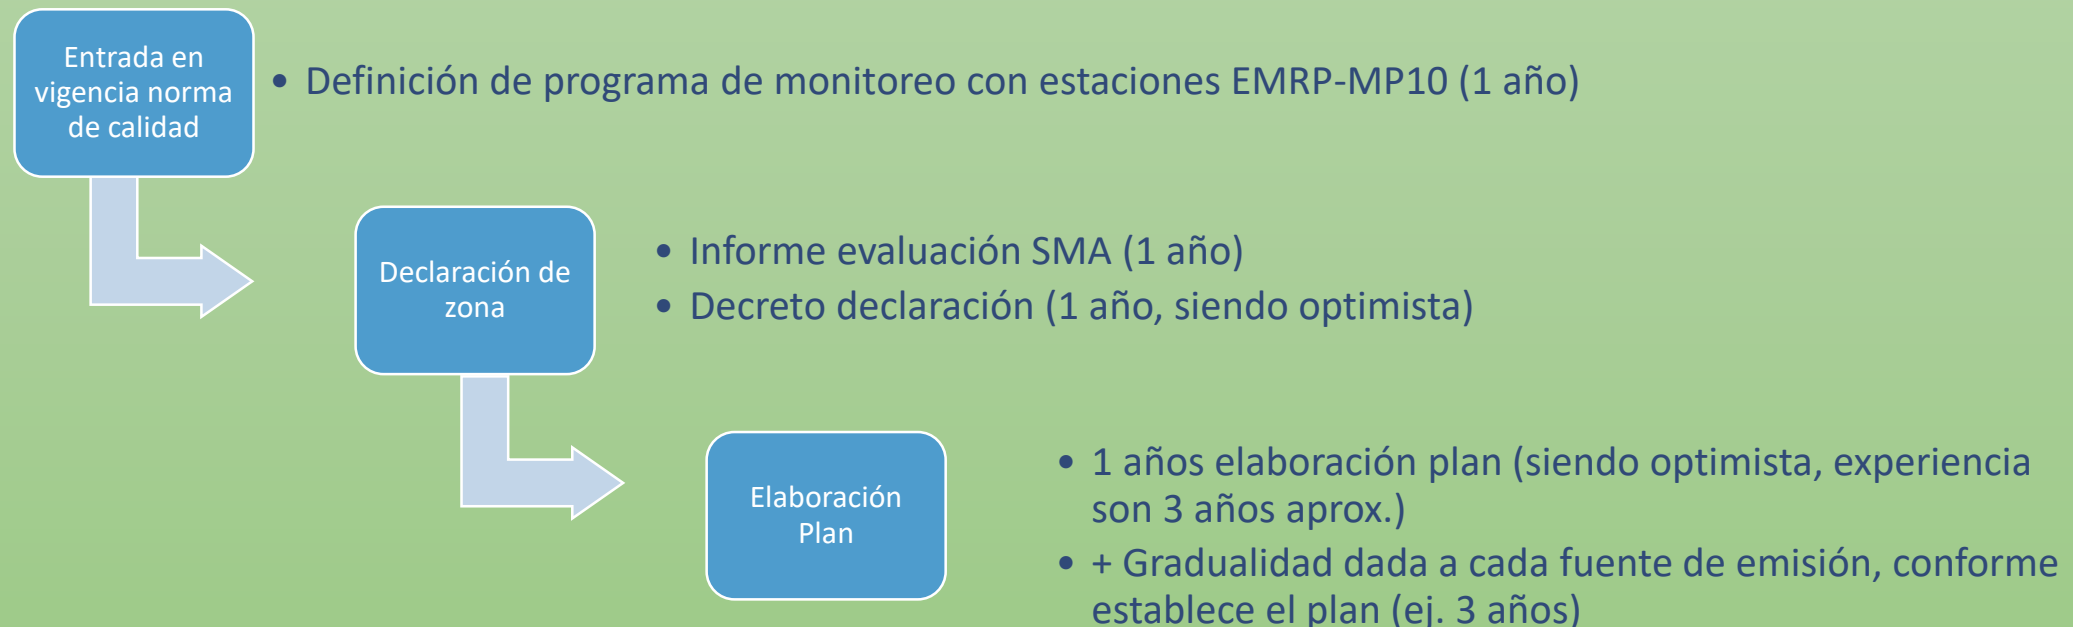 Entrada en
vigencia norma
de calidad
• Definición de programa de monitoreo con estaciones EMRP-MP10 (1 año)
Declaración de
zona
• Informe evaluación SMA (1 año)
• Decreto declaración (1 año, siendo optimista)
Elaboración
Plan
• 1 años elaboración plan (siendo optimista, experiencia
son 3 años aprox.)
• + Gradualidad dada a cada fuente de emisión, conforme
establece el plan (ej. 3 años)